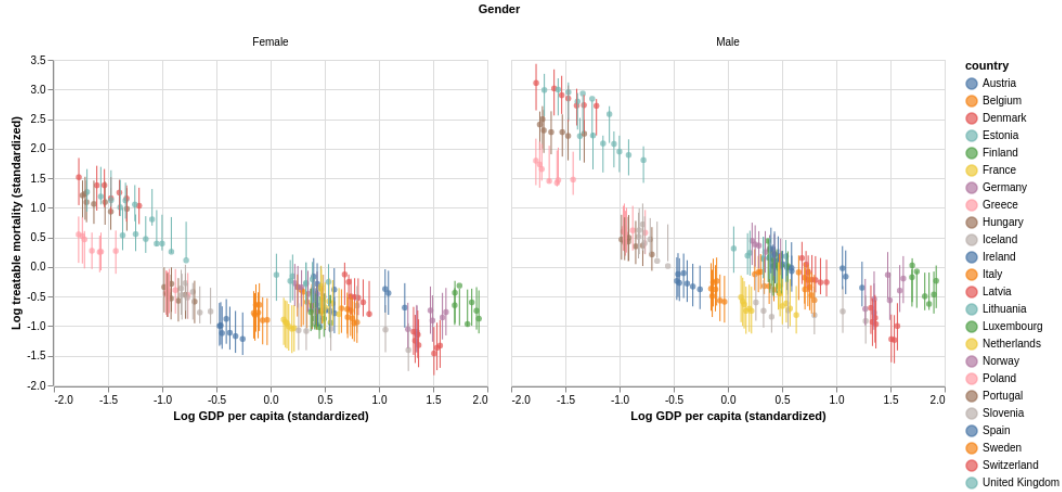 Gender
Female
Male
country
Log treatable mortality (standardized)
3.5
3.0
2.5
2.0
1.5
1.0
0.5
0.0
-0.5
-1.0
-1.5
-2.0
-2.0 -1.5 -1.0 -0.5 0.0 0.5 1.0 1.5 2.0
Log GDP per capita (standardized)
-2.0 -1.5 -1.0 -0.5 0.0 0.5 1.0 1.5 2.0
Log GDP per capita (standardized)
Austria
Belgium
Denmark
Estonia
Finland
France
Germany
Greece
Hungary
Iceland
Ireland
Italy
Latvia
Lithuania
Luxembourg
Netherlands
Norway
Poland
Portugal
Slovenia
Spain
Sweden
Switzerland
United Kingdom